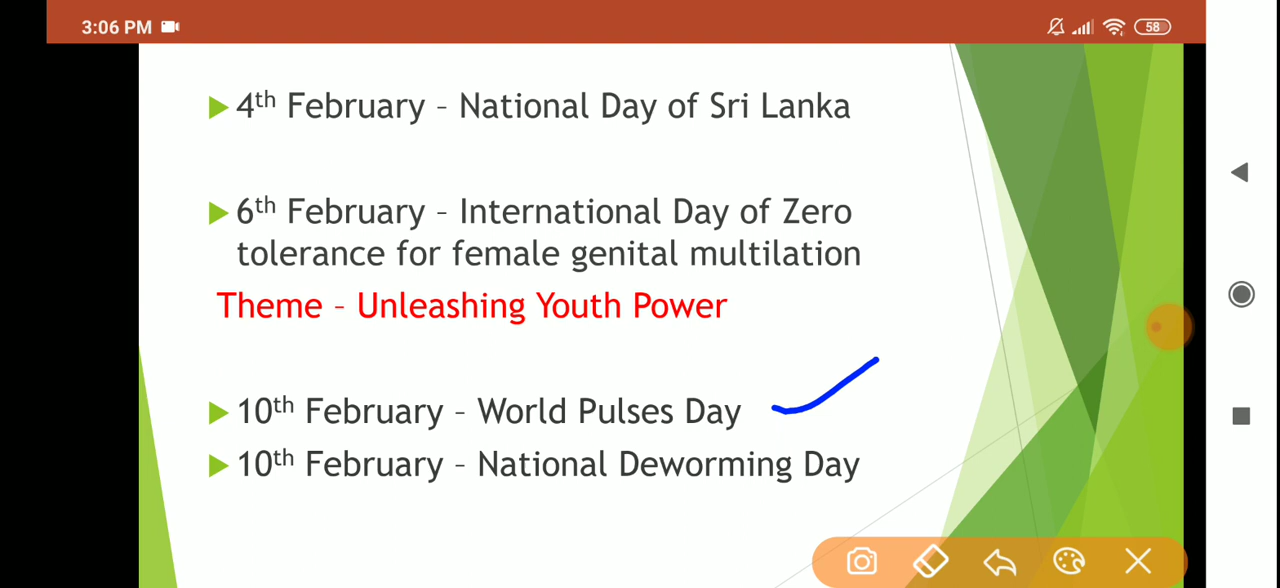 3:06 PM
58
4th February – National Day of Sri Lanka
6th February – International Day of Zero
tolerance for female genital multilation
Theme – Unleashing Youth Power
10th February – World Pulses Day
10th February – National Deworming Day